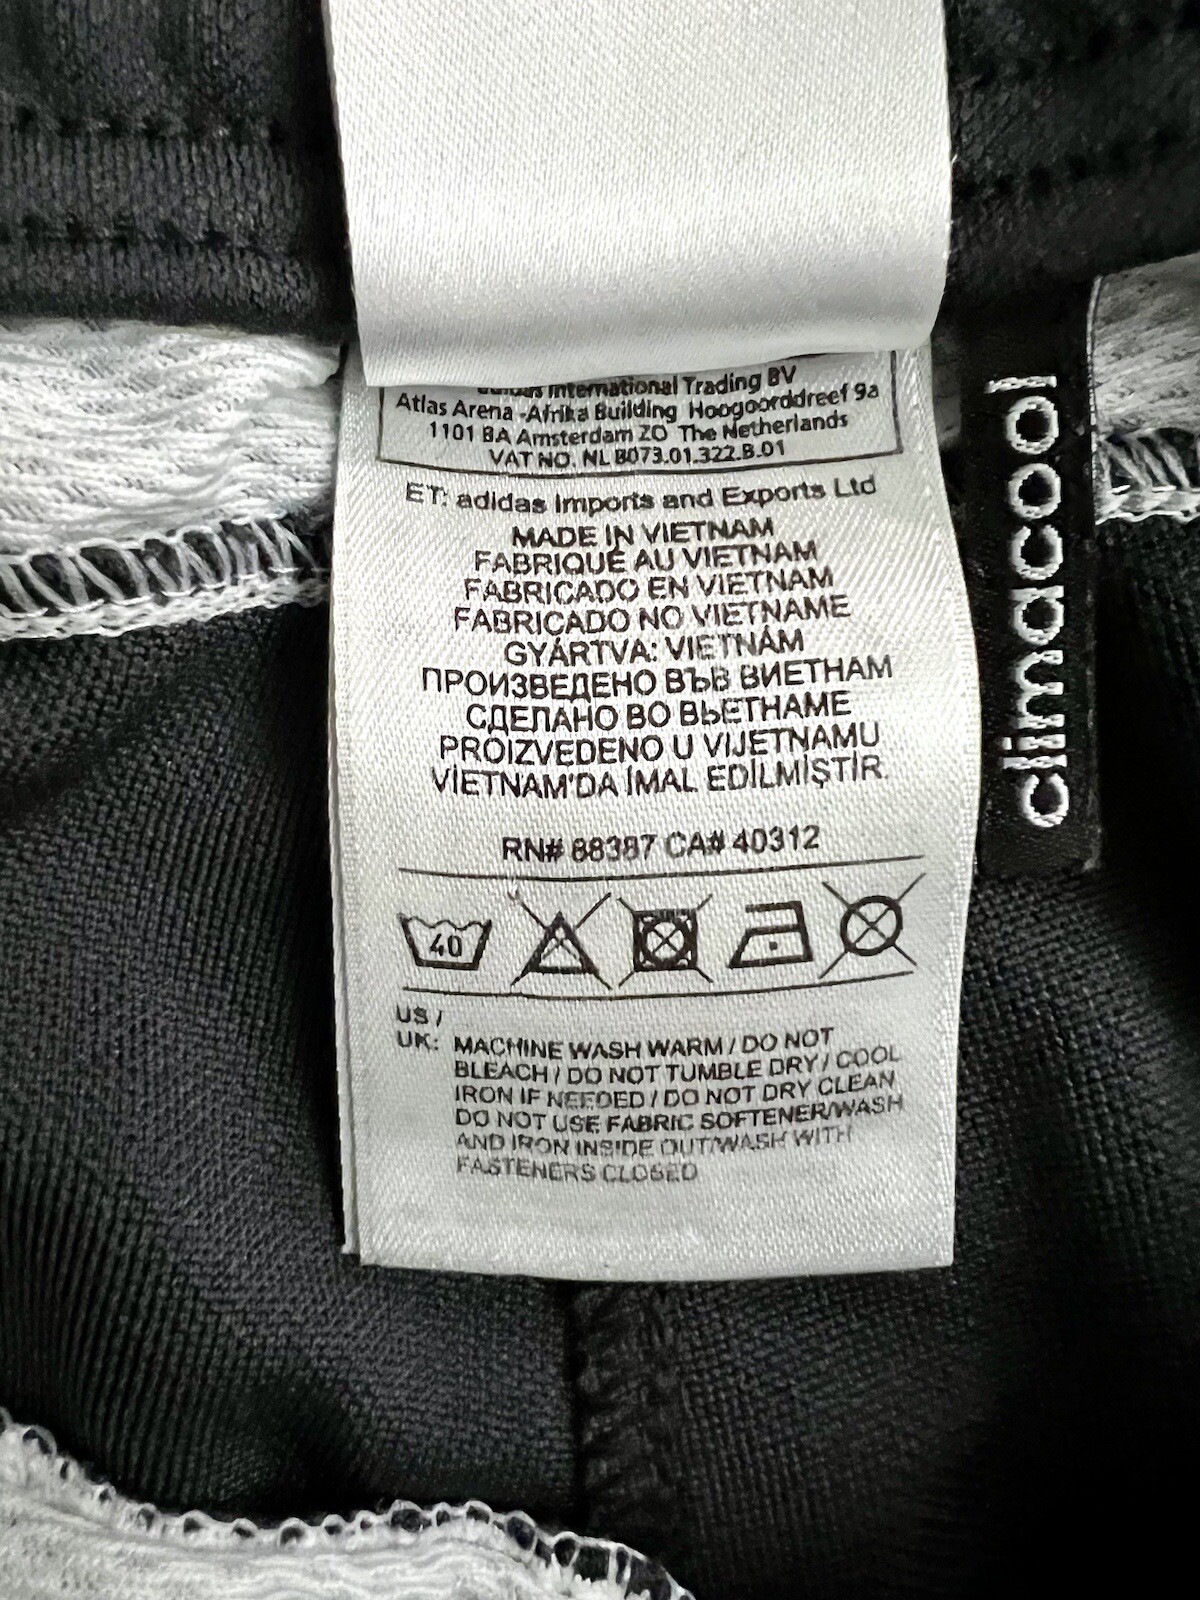 adidas International Trading BV
Atlas Arena -Afrika Building Hoogoorddreef 9a
1101 BA Amsterdam ZO The Netherlands
VAT NO. NL B073.01.322.B.01
ET: adidas Imports and Exports Ltd
MADE IN VIETNAM
FABRIQUÉ AU VIETNAM
FABRICADO EN VIETNAM
FABRICADO NO VIETNAME
GYÁRTVA: VIETNÁM
ПРОИЗВЕДЕНО ВЪВ ВИЕТНАМ
СДЕЛАНО ВО ВЬЕТНАМЕ
PROIZVEDENO U VIJETNAMU
VİETNAM'DA İMAL EDİLMİŞTİR.
RN# 88387 CA# 40312
40
US /
UK: MACHINE WASH WARM / DO NOT
BLEACH / DO NOT TUMBLE DRY / COOL
IRON IF NEEDED / DO NOT DRY CLEAN
DO NOT USE FABRIC SOFTENER/WASH
AND IRON INSIDE OUT/WASH WITH
FASTENERS CLOSED
climacool